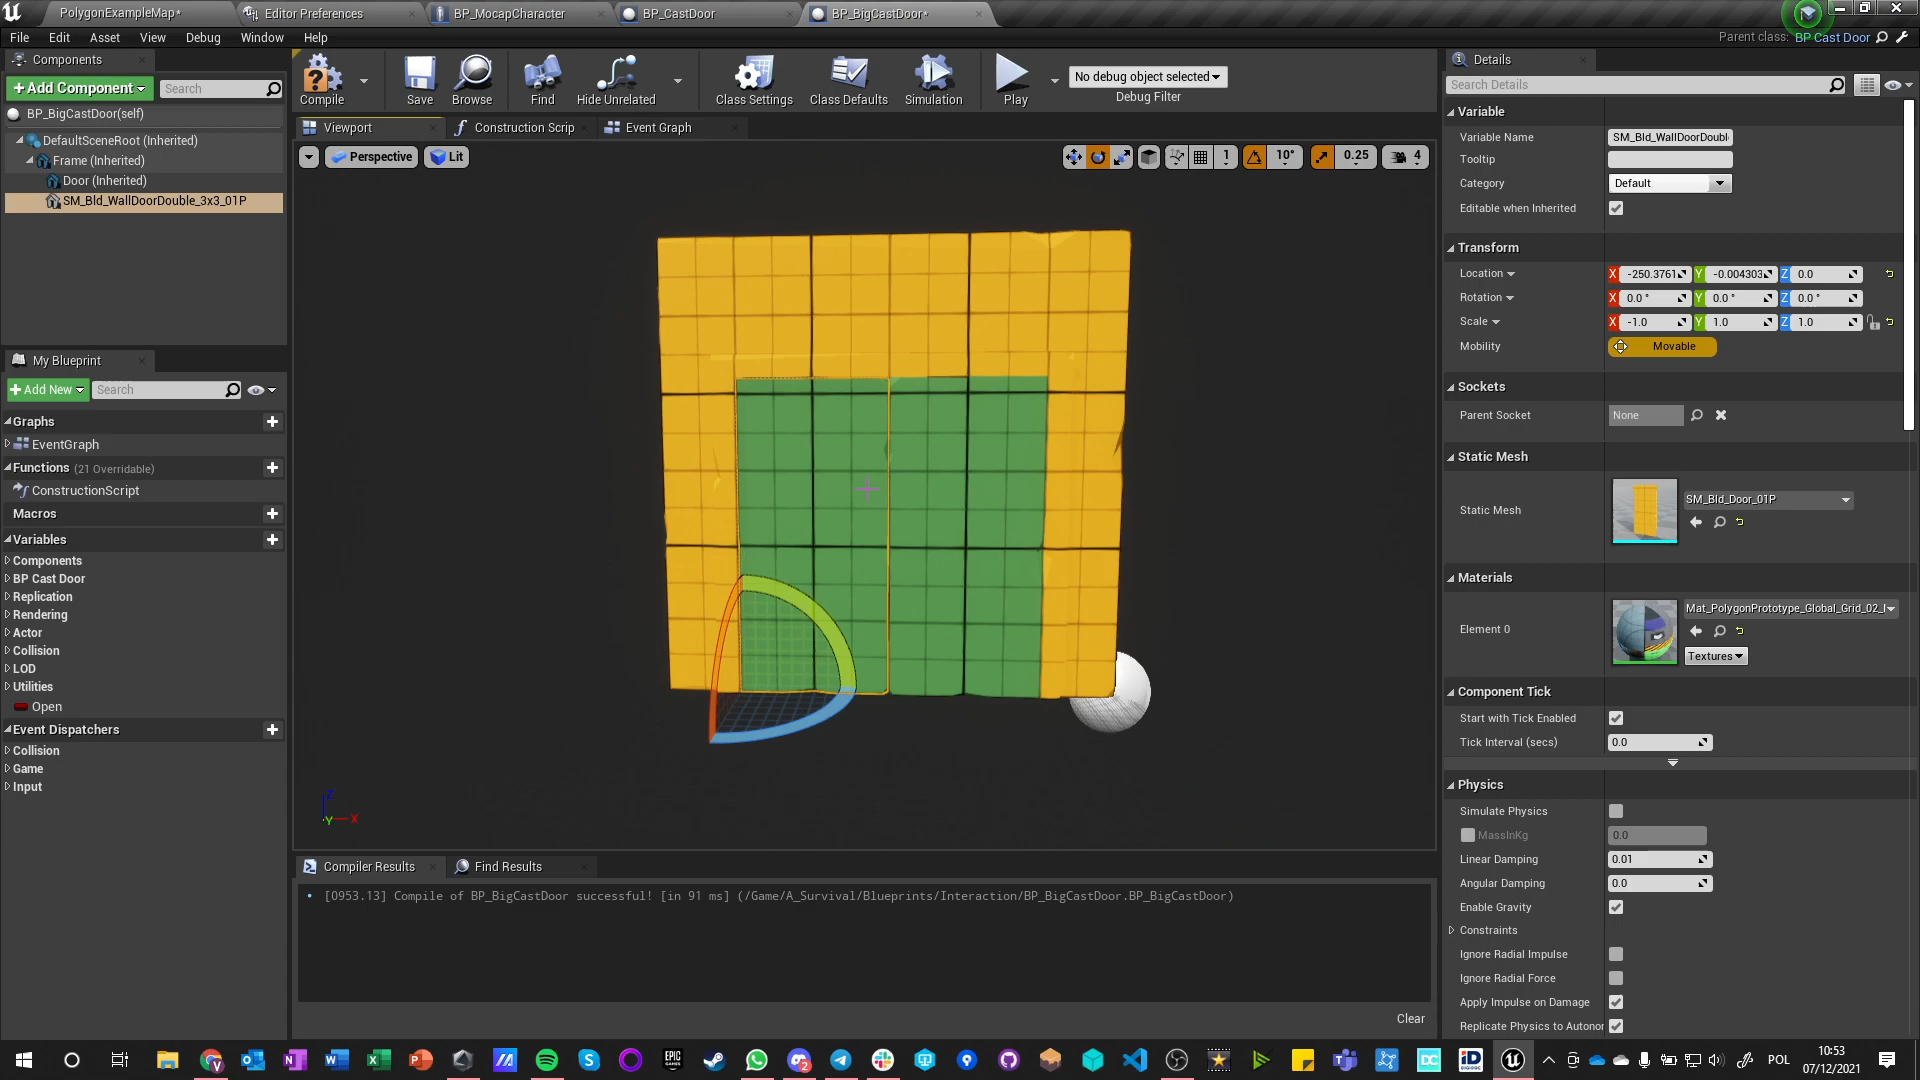 PolygonExampleMap*
Editor Preferences
BP_MocapCharacter
BP_CastDoor
BP_BigCastDoor*
File Edit Asset View Debug Window Help
Parent class: BP Cast Door
Components
+ Add Component
Search
BP_BigCastDoor(self)
DefaultSceneRoot (Inherited)
Frame (Inherited)
Door (Inherited)
SM_Bld_WallDoorDouble_3x3_01P
My Blueprint
+ Add New
Search
Graphs
EventGraph
Functions (21 Overridable)
ConstructionScript
Macros
Variables
Components
BP Cast Door
Replication
Rendering
Actor
Collision
LOD
Utilities
Open
Event Dispatchers
Collision
Game
Input
Compile
Save
Browse
Find
Hide Unrelated
Class Settings
Class Defaults
Simulation
Play
No debug object selected
Debug Filter
Viewport
Construction Scrip
Event Graph
Perspective
Lit
1
10°
0.25
4
Z
Y
X
Compiler Results
Find Results
[0953.13] Compile of BP_BigCastDoor successful! [in 91 ms] (/Game/A_Survival/Blueprints/Interaction/BP_BigCastDoor.BP_BigCastDoor)
Clear
Details
Search Details
Variable
Variable Name SM_Bld_WallDoorDoubl
Tooltip
Category Default
Editable when Inherited
Transform
Location X -250.3761 Y -0.004303 Z 0.0
Rotation X 0.0 ° Y 0.0 ° Z 0.0 °
Scale X -1.0 Y 1.0 Z 1.0
Mobility Movable
Sockets
Parent Socket None
Static Mesh
Static Mesh SM_Bld_Door_01P
Materials
Element 0 Mat_PolygonPrototype_Global_Grid_02_
Textures
Component Tick
Start with Tick Enabled
Tick Interval (secs) 0.0
Physics
Simulate Physics
MassInKg 0.0
Linear Damping 0.01
Angular Damping 0.0
Enable Gravity
Constraints
Ignore Radial Impulse
Ignore Radial Force
Apply Impulse on Damage
Replicate Physics to Autonor
EPIC GAMES
2
DC
iD
POL
10:53
07/12/2021